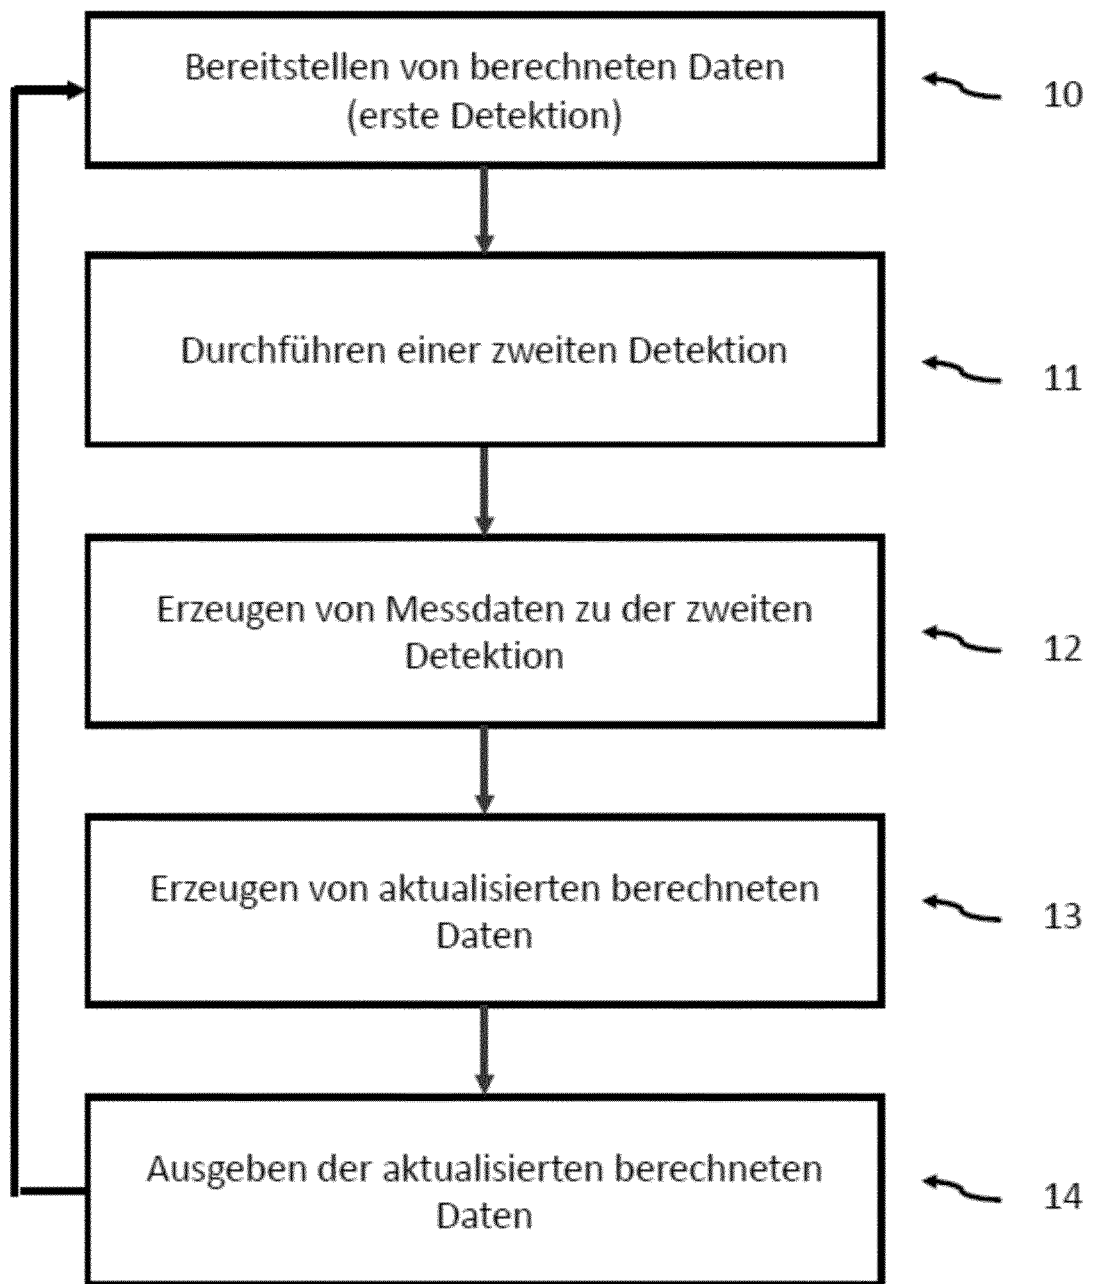 Bereitstellen von berechneten Daten
(erste Detektion)
10
Durchführen einer zweiten Detektion
11
Erzeugen von Messdaten zu der zweiten
Detektion
12
Erzeugen von aktualisierten berechneten
Daten
13
Ausgeben der aktualisierten berechneten
Daten
14